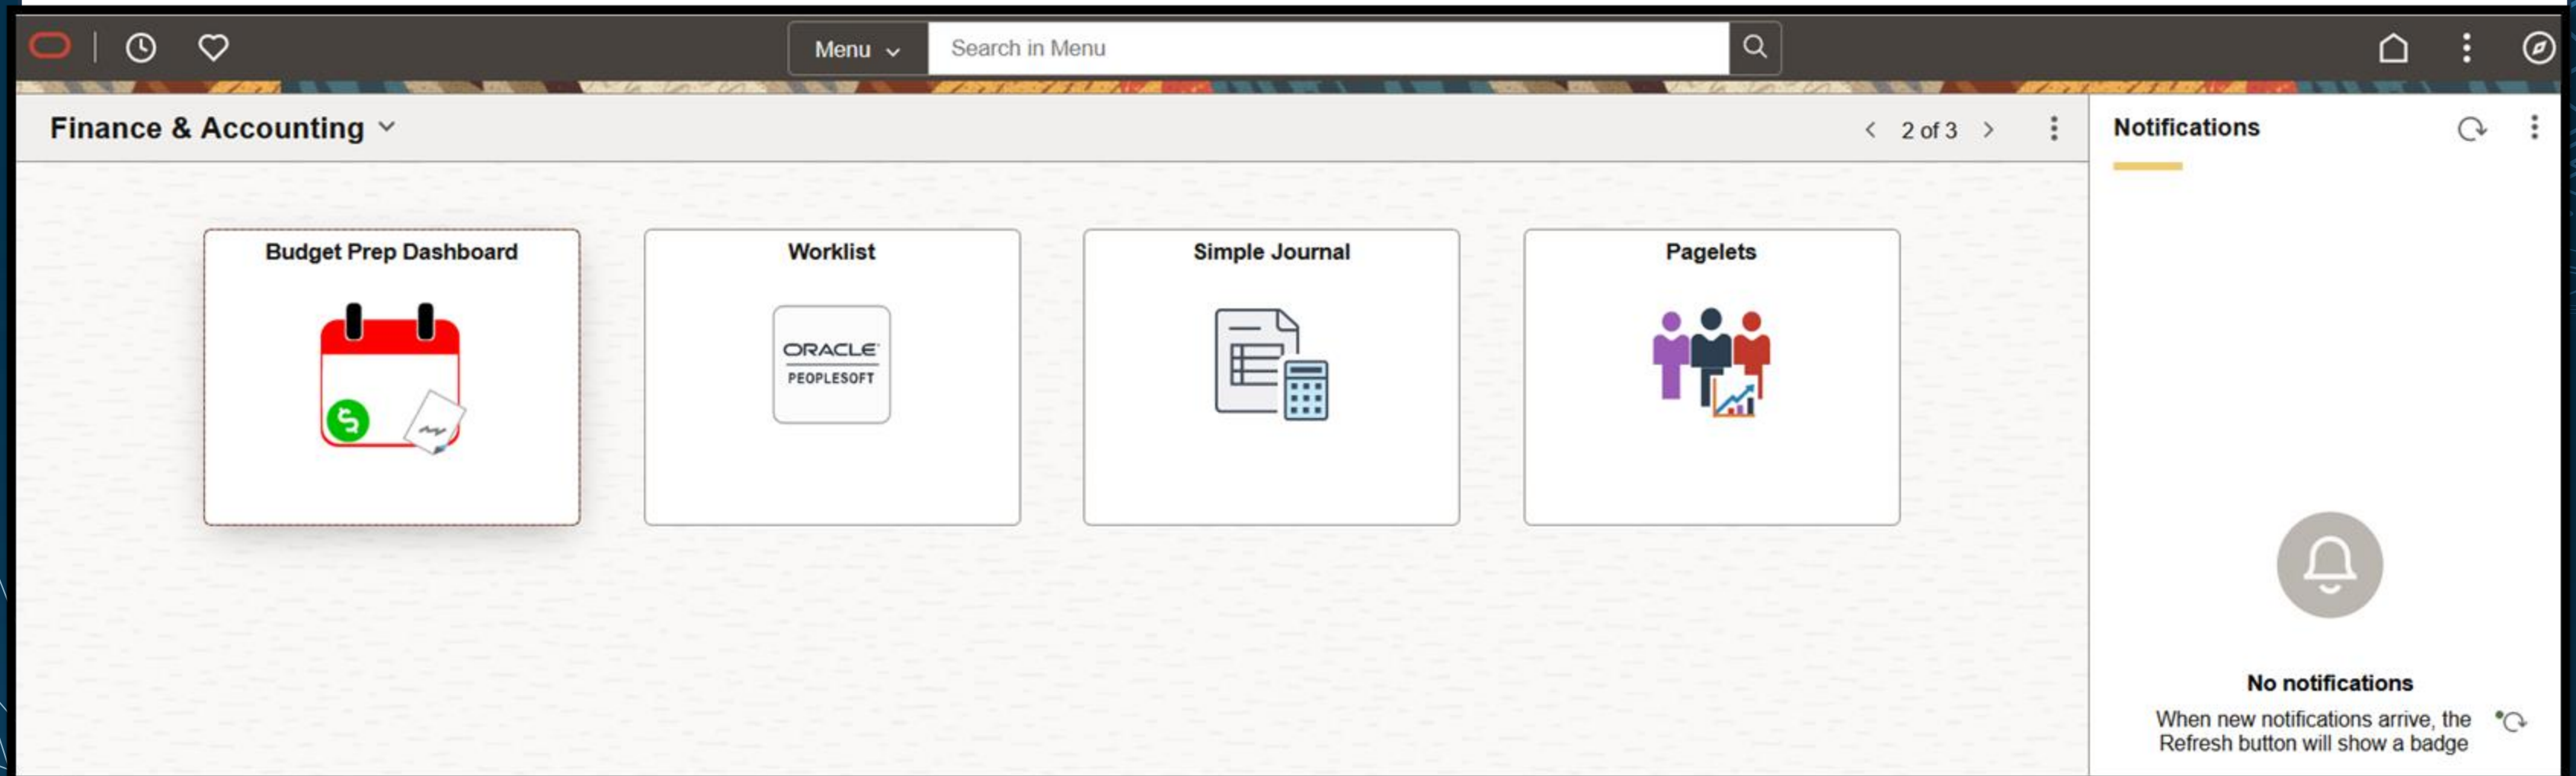 Menu
Search in Menu
Finance & Accounting
2 of 3
Notifications
Budget Prep Dashboard
Worklist
Simple Journal
Pagelets
ORACLE
PEOPLESOFT
No notifications
When new notifications arrive, the
Refresh button will show a badge